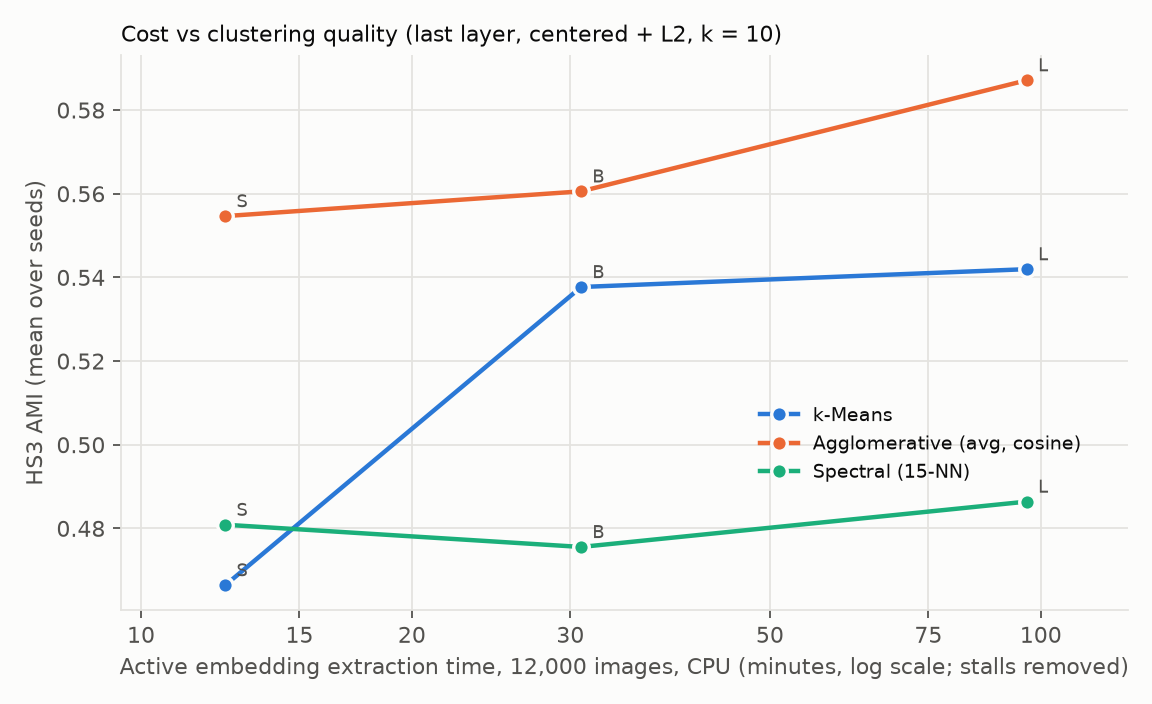 Cost vs clustering quality (last layer, centered + L2, k = 10)
HS3 AMI (mean over seeds)
0.58
0.56
0.54
0.52
0.50
0.48
S
B
L
S
B
L
S
B
L
k-Means
Agglomerative (avg, cosine)
Spectral (15-NN)
10 15 20 30 50 75 100
Active embedding extraction time, 12,000 images, CPU (minutes, log scale; stalls removed)